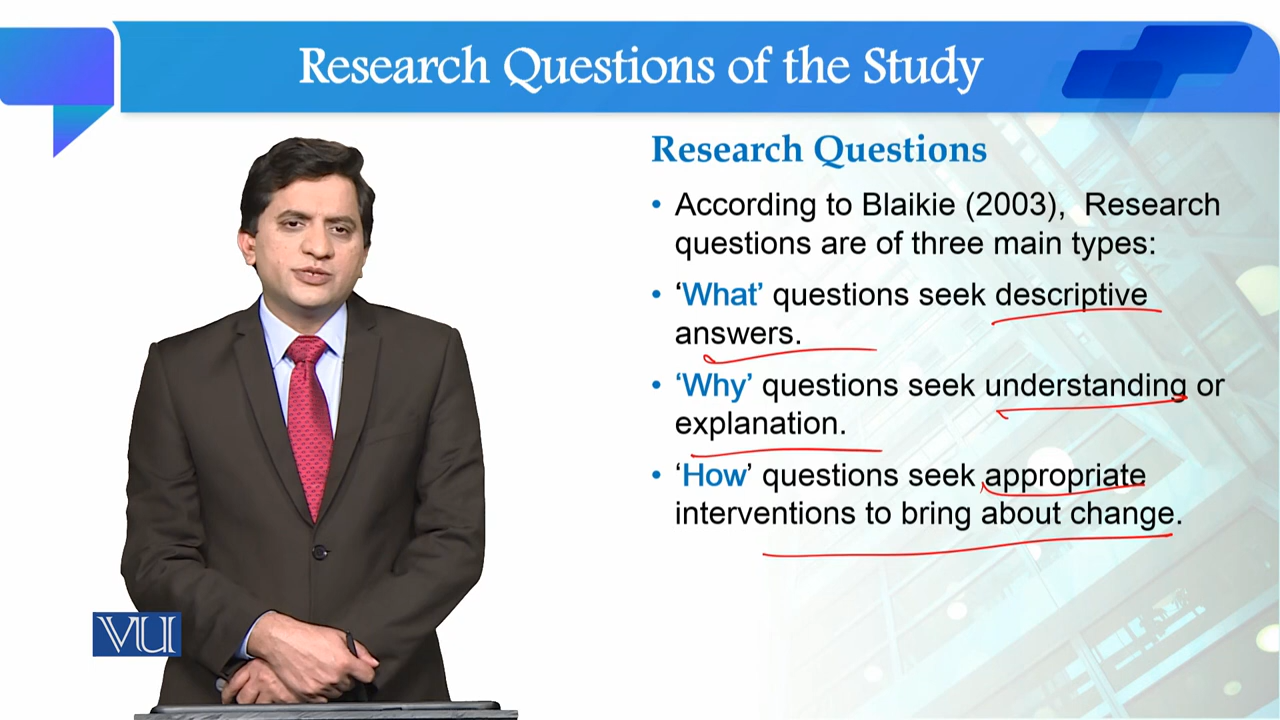 Research Questions of the Study
Research Questions
• According to Blaikie (2003), Research
questions are of three main types:
• ‘What’ questions seek descriptive
answers.
• ‘Why’ questions seek understanding or
explanation.
• ‘How’ questions seek appropriate
interventions to bring about change.
VU